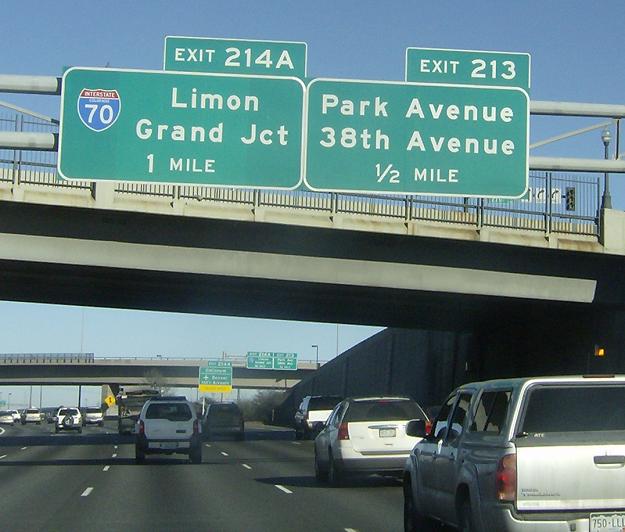 EXIT 214A
EXIT 213
INTERSTATE
COLORADO
70
Limon
Grand Jct
1 MILE
Park Avenue
38th Avenue
1/2 MILE